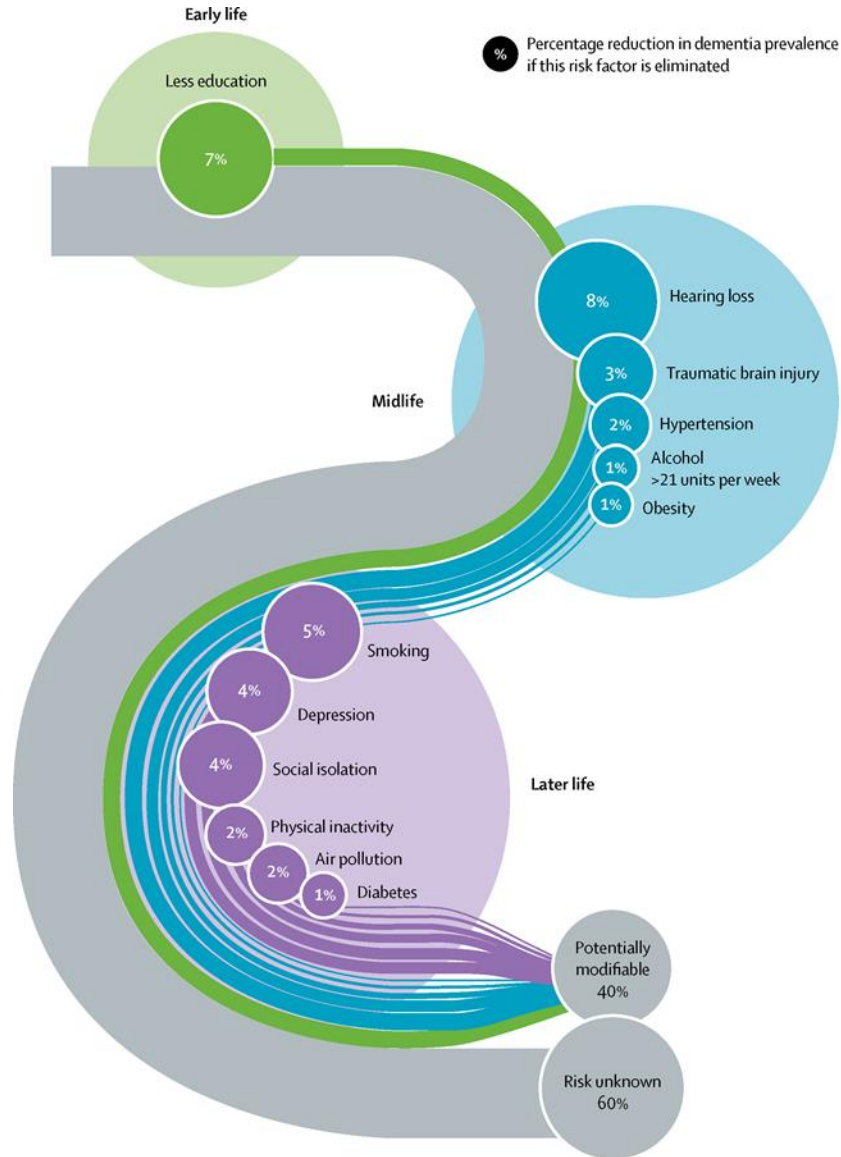 Early life
%
Percentage reduction in dementia prevalence
if this risk factor is eliminated
Less education
7%
8%
Hearing loss
3%
Traumatic brain injury
Midlife
2%
Hypertension
1%
Alcohol
>21 units per week
1%
Obesity
5%
Smoking
4%
Depression
4%
Social isolation
Later life
2%
Physical inactivity
2%
Air pollution
1%
Diabetes
Potentially
modifiable
40%
Risk unknown
60%